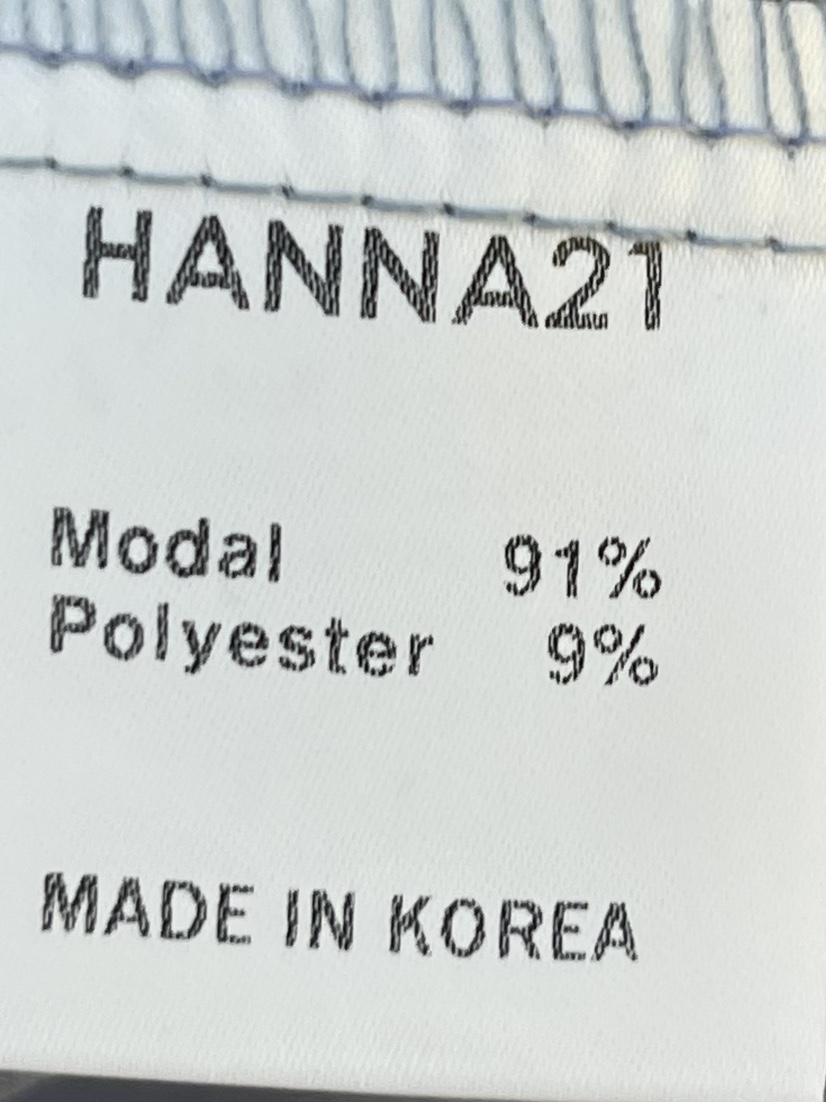 HANNA21
Modal 91%
Polyester 9%
MADE IN KOREA